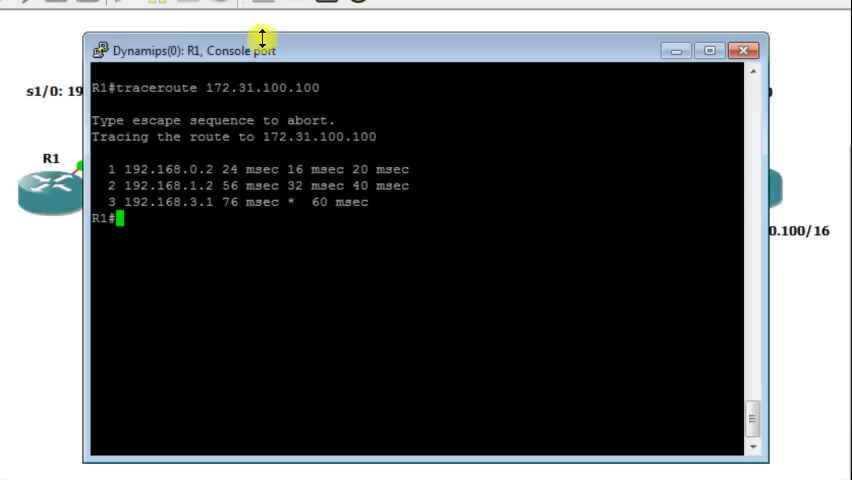 Dynamips(0): R1, Console port
s1/0: 19
R1
0.100/16
R1#traceroute 172.31.100.100
Type escape sequence to abort.
Tracing the route to 172.31.100.100
1 192.168.0.2 24 msec 16 msec 20 msec
2 192.168.1.2 56 msec 32 msec 40 msec
3 192.168.3.1 76 msec * 60 msec
R1#